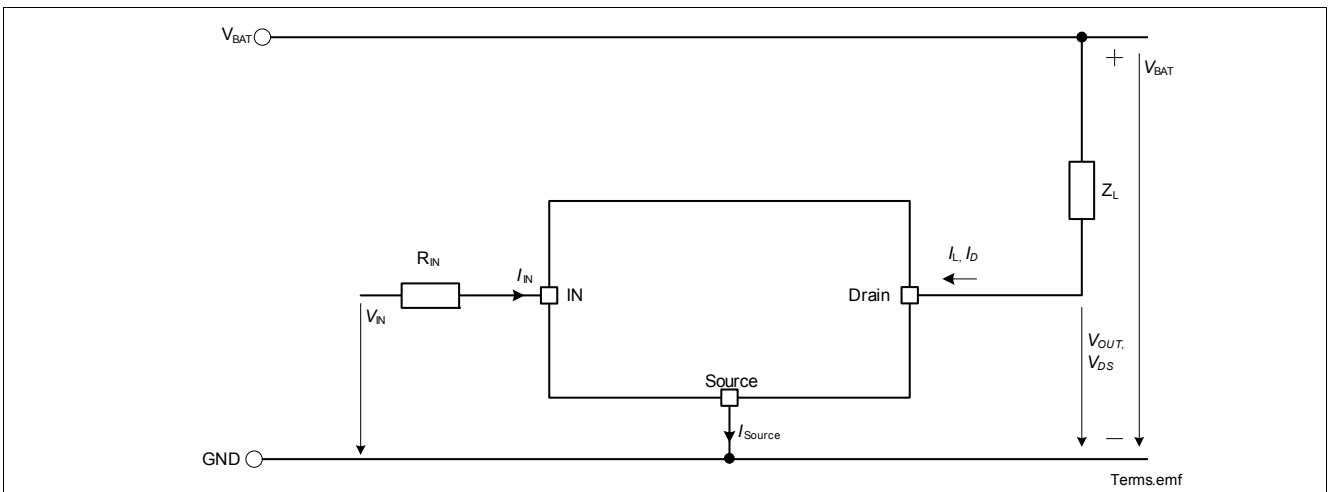 VBAT
VBAT
ZL
RIN
IIN
IL, ID
IN
Drain
VIN
VOUT,
VDS
Source
ISource
GND
Terms.emf